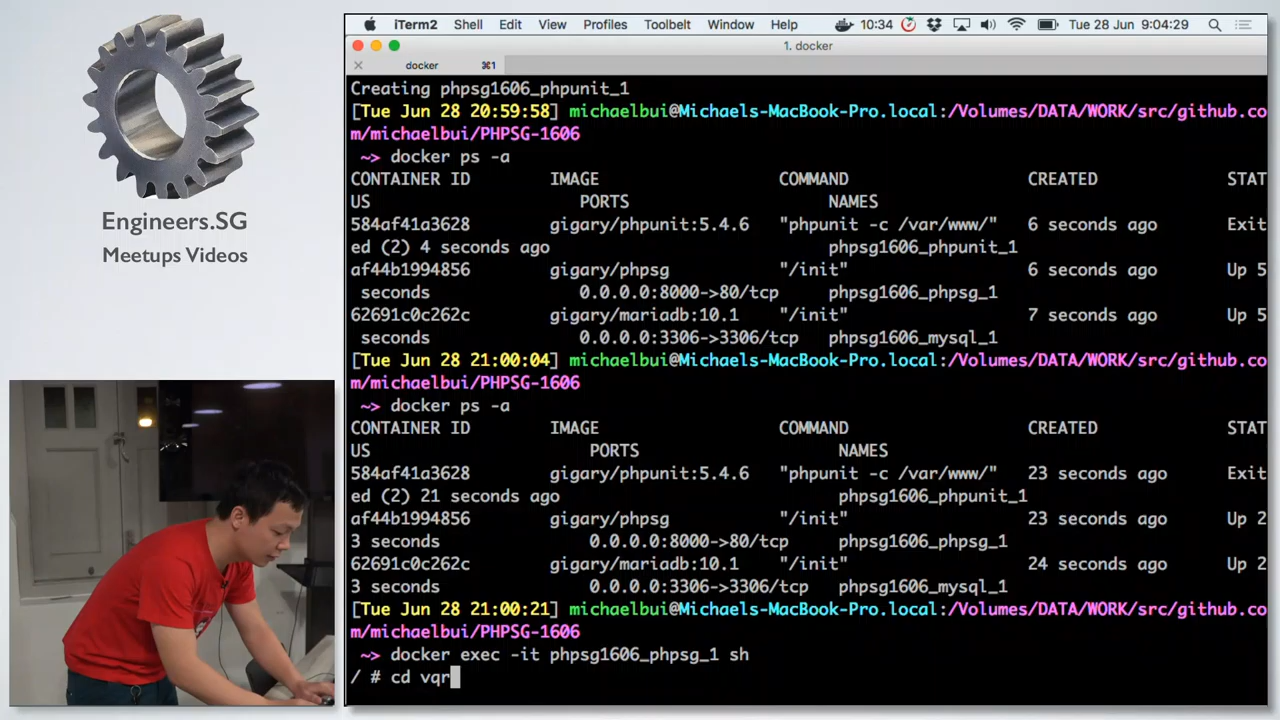 Engineers.SG
Meetups Videos
iTerm2 Shell Edit View Profiles Toolbelt Window Help 10:34 Tue 28 Jun 9:04:29
1. docker
docker ⌘1
Creating phpsg1606_phpunit_1
[Tue Jun 28 20:59:58] michaelbui@Michaels-MacBook-Pro.local:/Volumes/DATA/WORK/src/github.co
m/michaelbui/PHPSG-1606
~> docker ps -a
CONTAINER ID IMAGE COMMAND CREATED STAT
US PORTS NAMES
584af41a3628 gigary/phpunit:5.4.6 "phpunit -c /var/www/" 6 seconds ago Exit
ed (2) 4 seconds ago phpsg1606_phpunit_1
af44b1994856 gigary/phpsg "/init" 6 seconds ago Up 5
seconds 0.0.0.0:8000->80/tcp phpsg1606_phpsg_1
62691c0c262c gigary/mariadb:10.1 "/init" 7 seconds ago Up 5
seconds 0.0.0.0:3306->3306/tcp phpsg1606_mysql_1
[Tue Jun 28 21:00:04] michaelbui@Michaels-MacBook-Pro.local:/Volumes/DATA/WORK/src/github.co
m/michaelbui/PHPSG-1606
~> docker ps -a
CONTAINER ID IMAGE COMMAND CREATED STAT
US PORTS NAMES
584af41a3628 gigary/phpunit:5.4.6 "phpunit -c /var/www/" 23 seconds ago Exit
ed (2) 21 seconds ago phpsg1606_phpunit_1
af44b1994856 gigary/phpsg "/init" 23 seconds ago Up 2
3 seconds 0.0.0.0:8000->80/tcp phpsg1606_phpsg_1
62691c0c262c gigary/mariadb:10.1 "/init" 24 seconds ago Up 2
3 seconds 0.0.0.0:3306->3306/tcp phpsg1606_mysql_1
[Tue Jun 28 21:00:21] michaelbui@Michaels-MacBook-Pro.local:/Volumes/DATA/WORK/src/github.co
m/michaelbui/PHPSG-1606
~> docker exec -it phpsg1606_phpsg_1 sh
/ # cd vqr